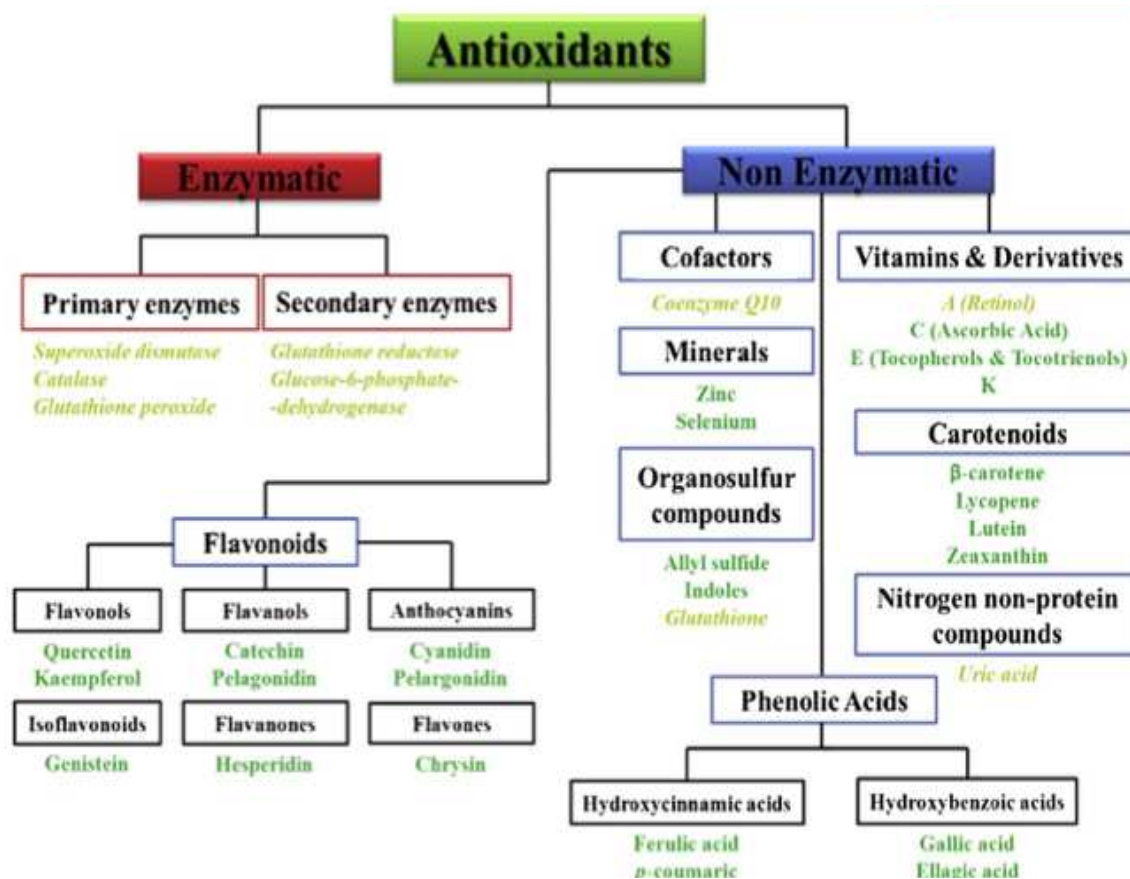 Antioxidants
Enzymatic
Non Enzymatic
Primary enzymes
Superoxide dismutase
Catalase
Glutathione peroxide
Secondary enzymes
Glutathione reductase
Glucose-6-phosphate-
-dehydrogenase
Cofactors
Coenzyme Q10
Minerals
Zinc
Selenium
Organosulfur
compounds
Allyl sulfide
Indoles
Glutathione
Vitamins & Derivatives
A (Retinol)
C (Ascorbic Acid)
E (Tocopherols & Tocotrienols)
K
Carotenoids
β-carotene
Lycopene
Lutein
Zeaxanthin
Nitrogen non-protein
compounds
Uric acid
Flavonoids
Flavonols
Quercetin
Kaempferol
Flavanols
Catechin
Pelagonidin
Anthocyanins
Cyanidin
Pelargonidin
Isoflavonoids
Genistein
Flavanones
Hesperidin
Flavones
Chrysin
Phenolic Acids
Hydroxycinnamic acids
Ferulic acid
p-coumaric
Hydroxybenzoic acids
Gallic acid
Ellagic acid